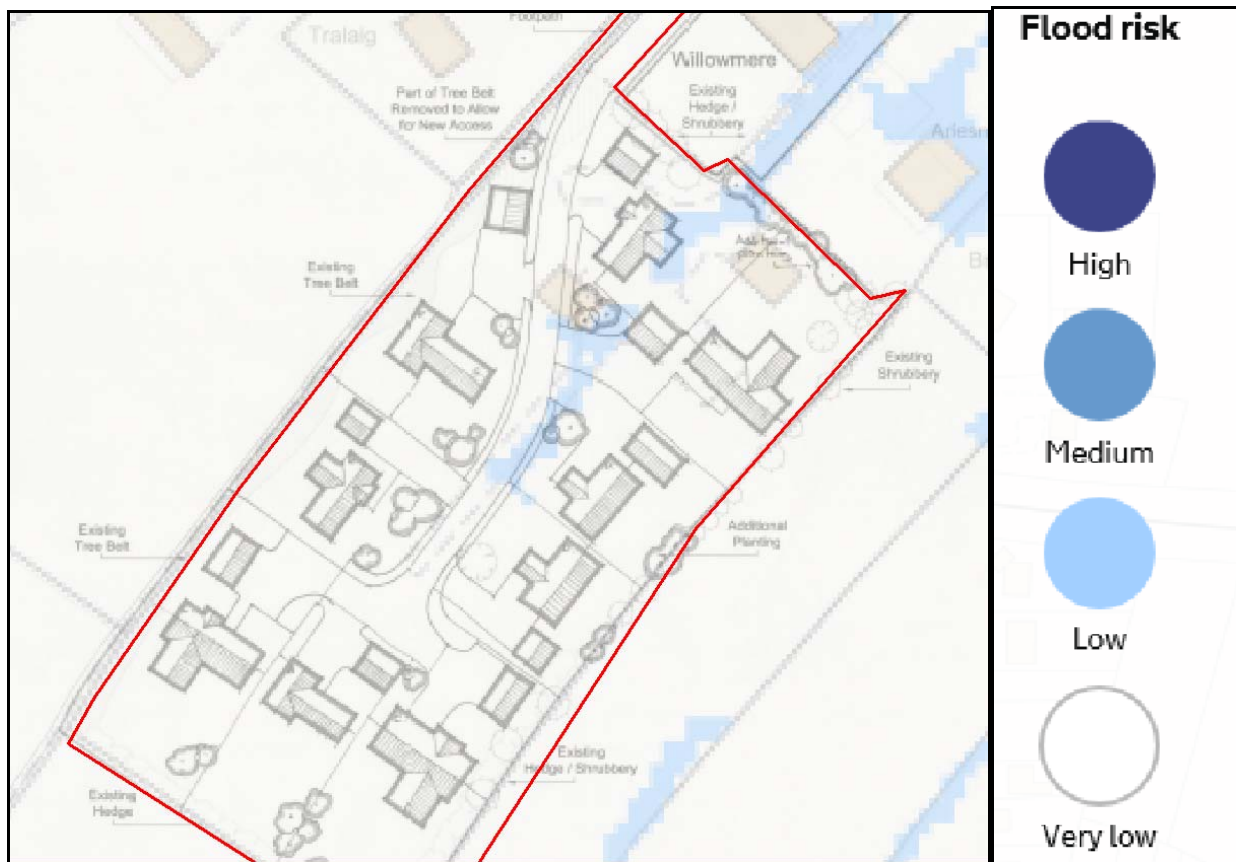 Footpath
Tralaig
Willowmere
Part of Tree Belt
Removed to Allow
for New Access
Existing
Hedge /
Shrubbery
Existing
Tree Belt
Existing
Shrubbery
Existing
Tree Belt
Additional
Planting
Existing
Hedge / Shrubbery
Existing
Hedge
Flood risk
High
Medium
Low
Very low